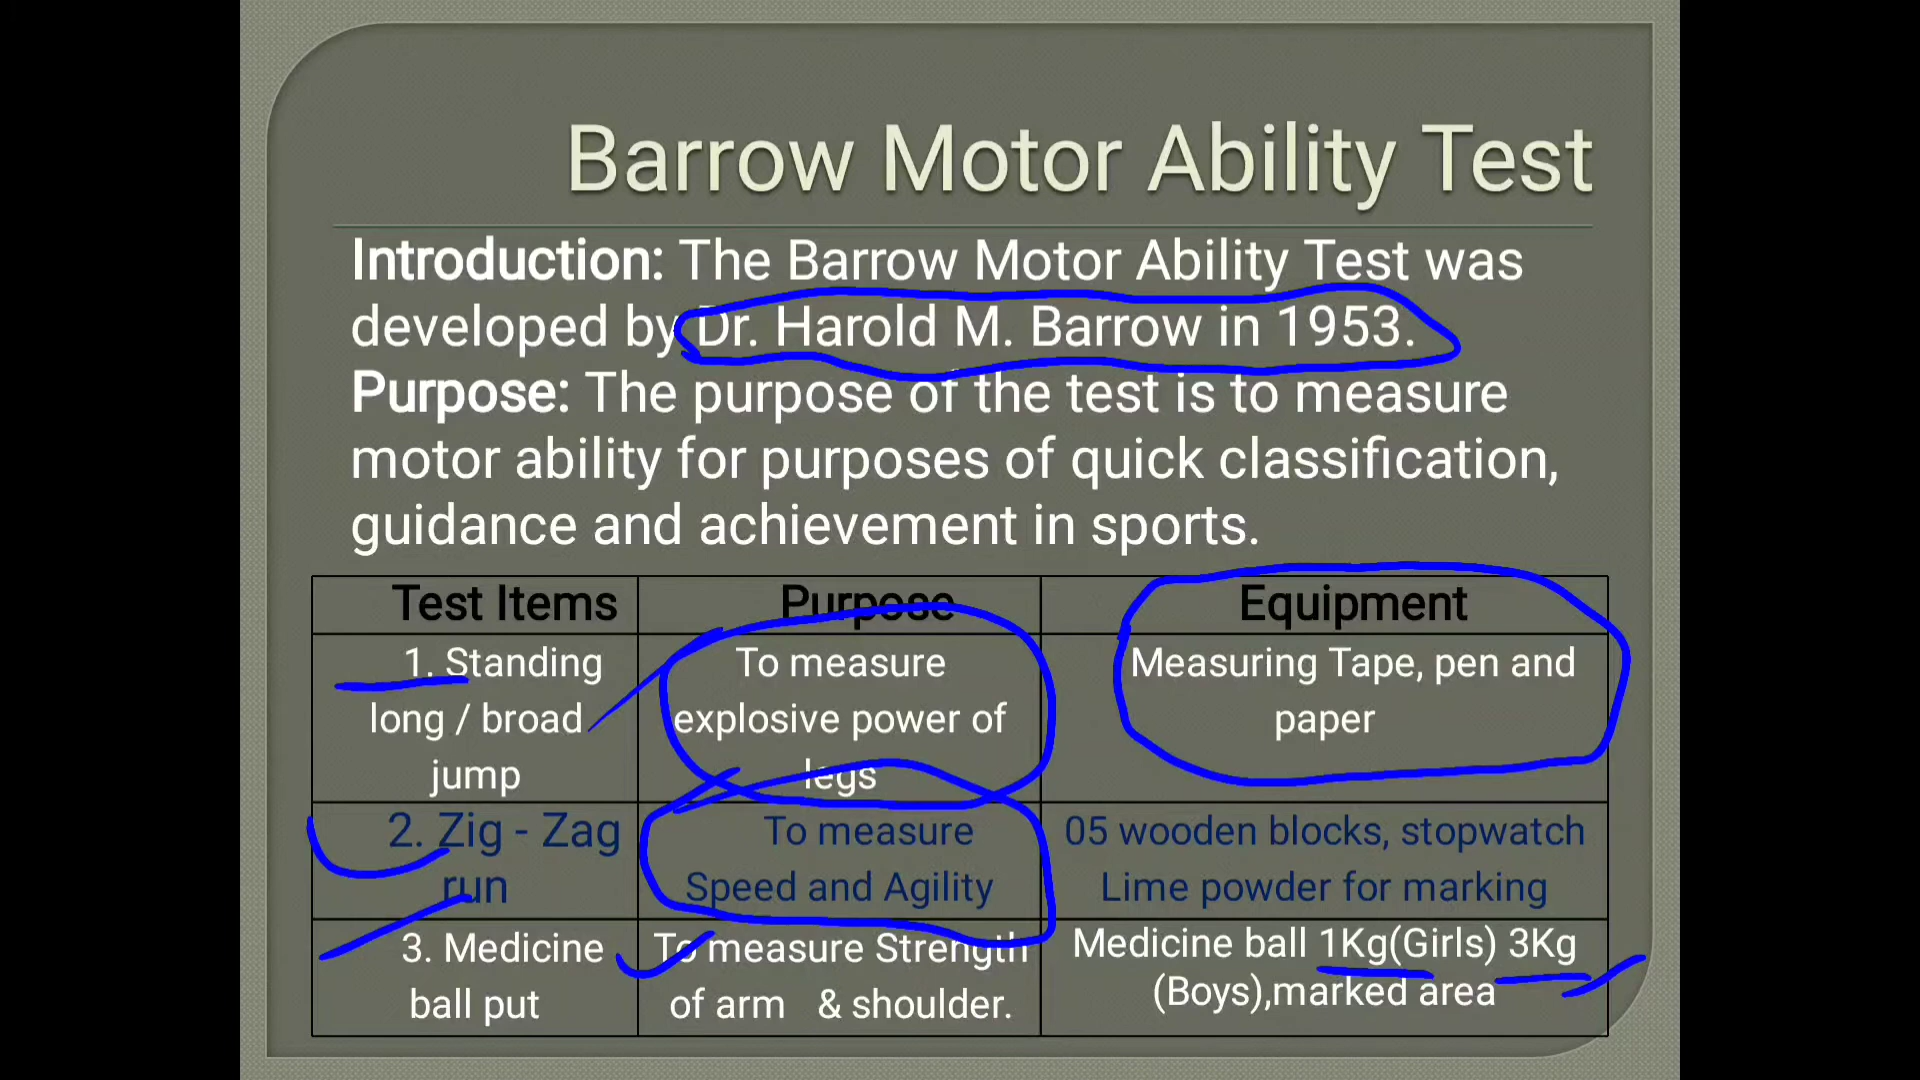 Barrow Motor Ability Test
Introduction: The Barrow Motor Ability Test was
developed by Dr. Harold M. Barrow in 1953.
Purpose: The purpose of the test is to measure
motor ability for purposes of quick classification,
guidance and achievement in sports.
Test Items Purpose Equipment
1. Standing
long / broad
jump
To measure
explosive power of
legs
Measuring Tape, pen and
paper
2. Zig - Zag
run
To measure
Speed and Agility
05 wooden blocks, stopwatch
Lime powder for marking
3. Medicine
ball put
To measure Strength
of arm & shoulder.
Medicine ball 1Kg(Girls) 3Kg
(Boys),marked area